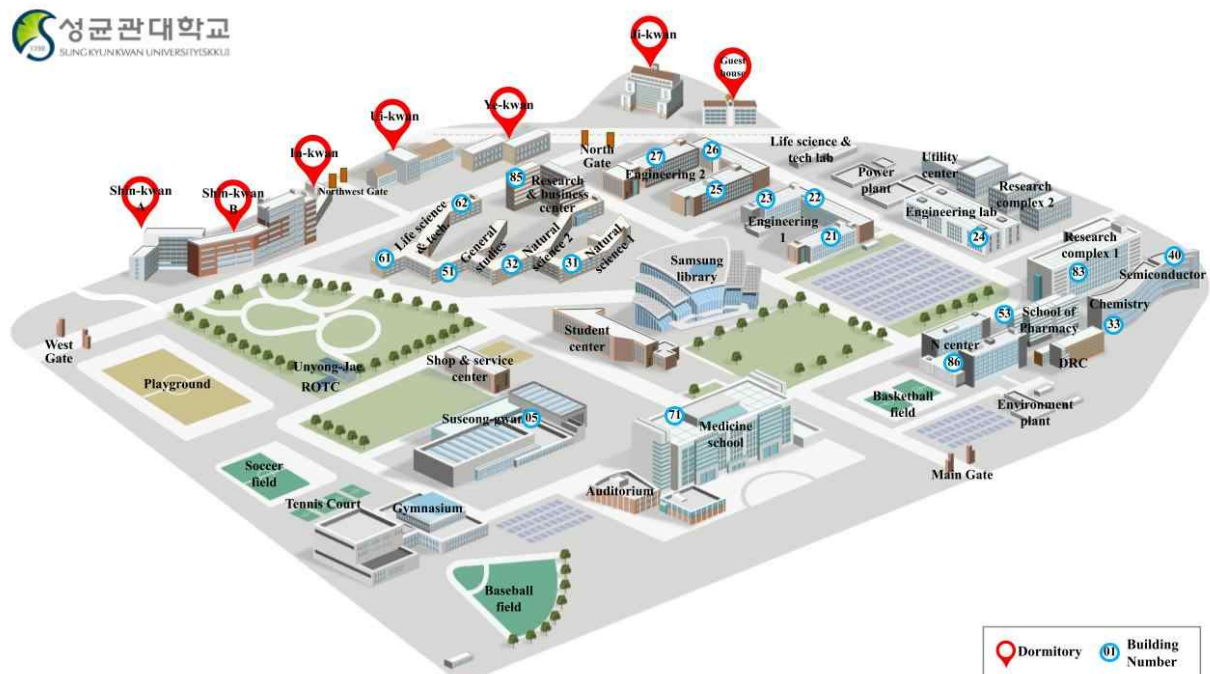 성균관대학교
SUNGKYUNKWAN UNIVERSITY(SKKU)
1398
Ji-kwan
Guest
house
Ye-kwan
Ui-kwan
In-kwan
Northwest Gate
Shin-kwan
A
Shin-kwan
B
North
Gate
27
26
Engineering 2
25
Life science &
tech lab
Power
plant
Utility
center
Research
complex 2
85
Research
& business
center
62
Life science
& tech
61
51
General
studies
32
Natural
science 2
31
Natural
science 1
23
22
Engineering
1
21
Engineering lab
24
Research
complex 1
83
40
Semiconductor
Samsung
library
Chemistry
33
53
School of
Pharmacy
N center
86
DRC
West
Gate
Student
center
Unyong-Jae
ROTC
Shop & service
center
Playground
Basketball
field
Environment
plant
Suseong-gwan
05
71
Medicine
school
Main Gate
Soccer
field
Tennis Court
Gymnasium
Auditorium
Baseball
field
Dormitory
01
Building
Number